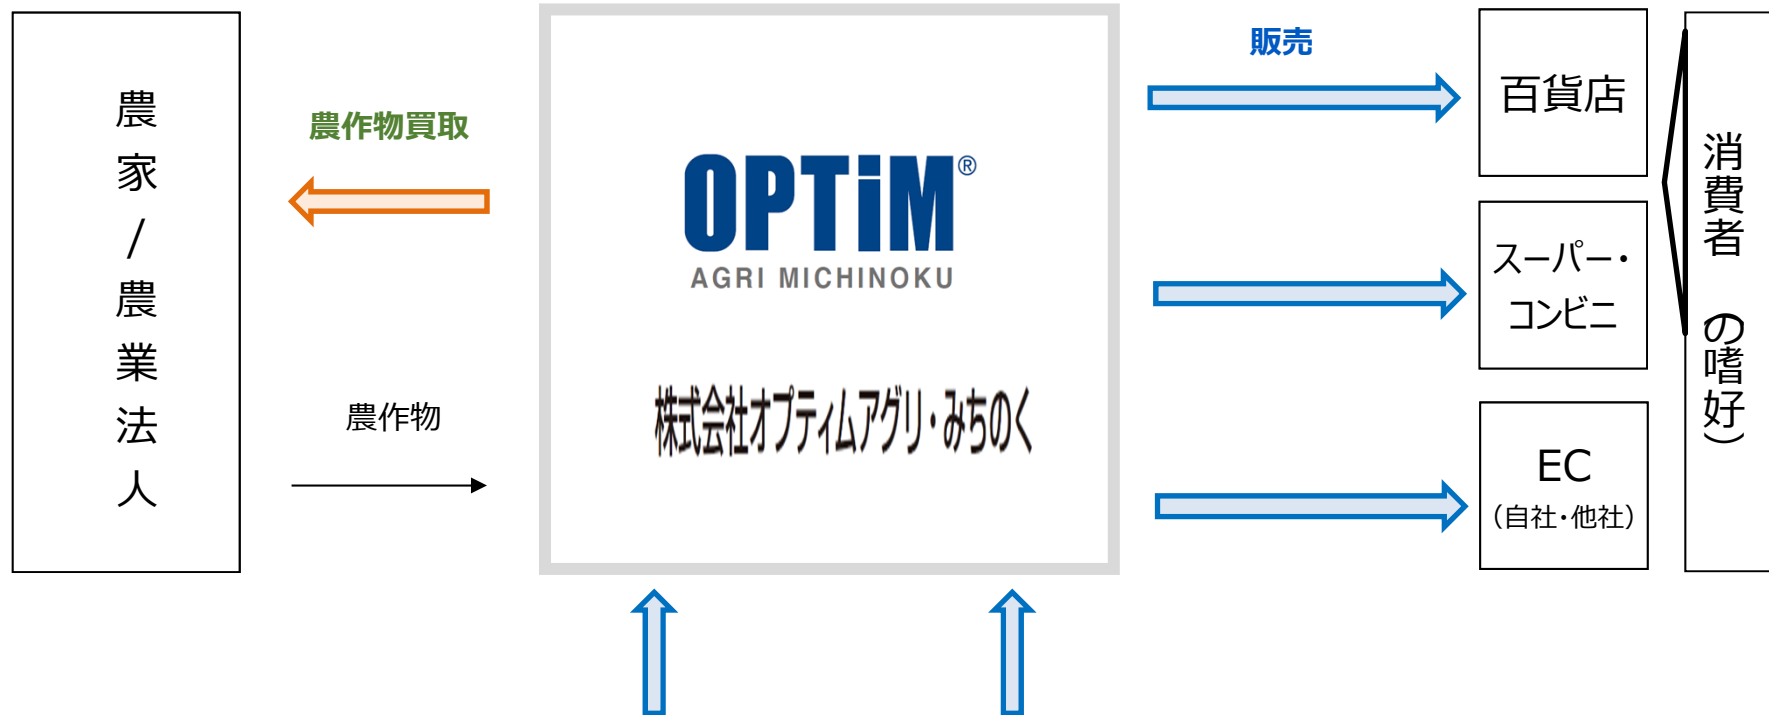 農家/農業法人
農作物買取
農作物
OPTiM®
AGRI MICHINOKU
株式会社オプティムアグリ・みちのく
販売
百貨店
スーパー・
コンビニ
EC
(自社・他社)
消費者 の嗜好)